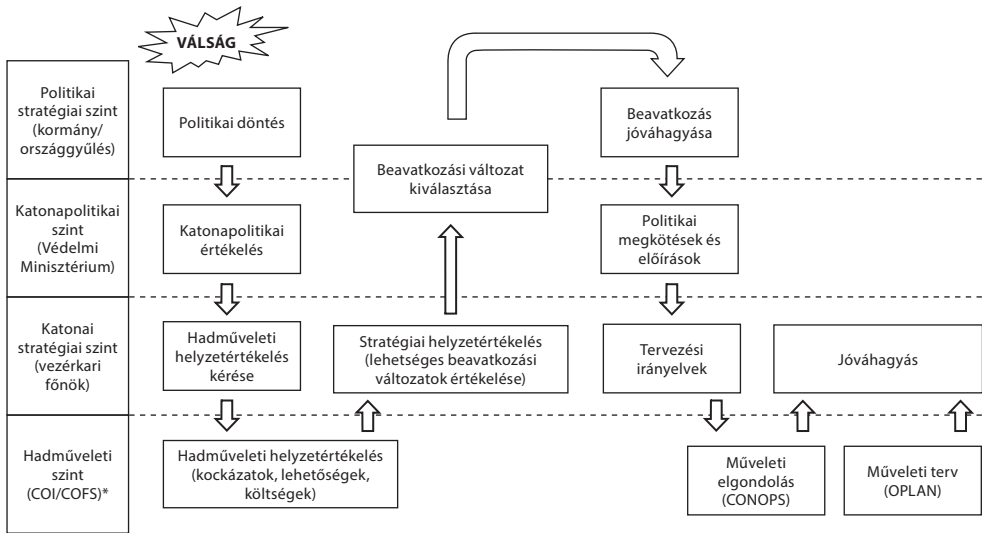 VÁLSÁG
Politikai
stratégiai szint
(kormány/
országgyűlés)
Politikai döntés
Beavatkozási változat
kiválasztása
Beavatkozás
jóváhagyása
Katonapolitikai
szint
(Védelmi
Minisztérium)
Katonapolitikai
értékelés
Politikai
megkötések és
előírások
Katonai
stratégiai szint
(vezérkari
főnök)
Hadműveleti
helyzetértékelés
kérése
Stratégiai helyzetértékelés
(lehetséges beavatkozási
változatok értékelése)
Tervezési
irányelvek
Jóváhagyás
Hadműveleti
szint
(COI/COFS)*
Hadműveleti helyzetértékelés
(kockázatok, lehetőségek,
költségek)
Műveleti
elgondolás
(CONOPS)
Műveleti terv
(OPLAN)